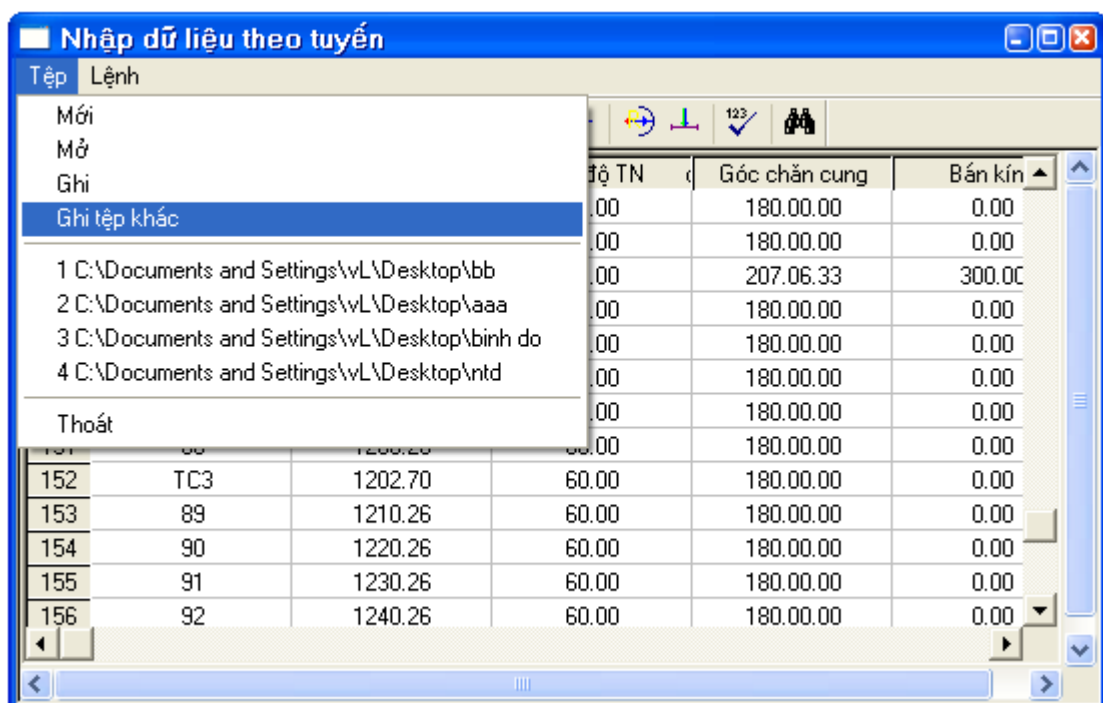 Nhập dữ liệu theo tuyến
Tệp Lệnh
Mới
Mở
Ghi
Ghi tệp khác
1 C:\Documents and Settings\vL\Desktop\bb
2 C:\Documents and Settings\vL\Desktop\aaa
3 C:\Documents and Settings\vL\Desktop\binh do
4 C:\Documents and Settings\vL\Desktop\ntd
Thoát
123
độ TN Góc chắn cung Bán kín
.00 180.00.00 0.00
.00 180.00.00 0.00
.00 207.06.33 300.00
.00 180.00.00 0.00
.00 180.00.00 0.00
.00 180.00.00 0.00
.00 180.00.00 0.00
.00 180.00.00 0.00
152 TC3 1202.70 60.00 180.00.00 0.00
153 89 1210.26 60.00 180.00.00 0.00
154 90 1220.26 60.00 180.00.00 0.00
155 91 1230.26 60.00 180.00.00 0.00
156 92 1240.26 60.00 180.00.00 0.00